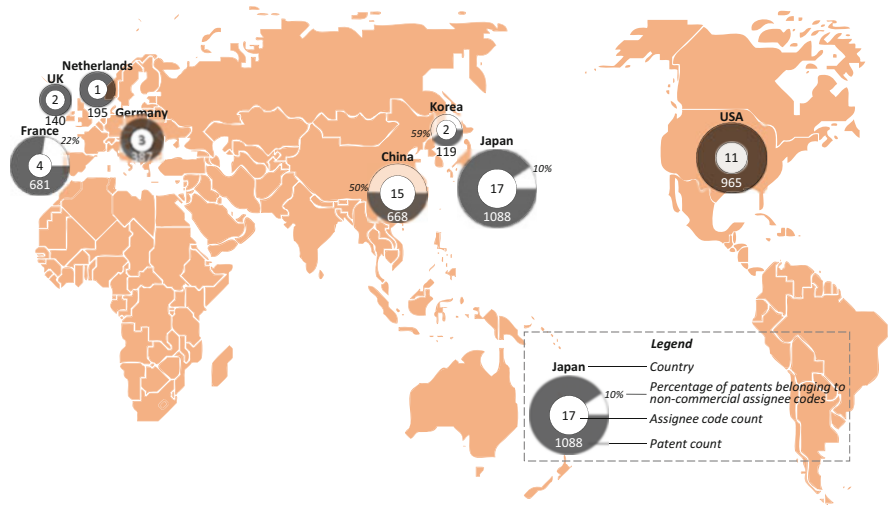 Netherlands
1
195
UK
2
140
Germany
3
387
France
22%
4
681
Korea
59%
2
119
China
50%
15
668
Japan
10%
17
1088
USA
11
965
Legend
Japan
Country
10%
Percentage of patents belonging to
non-commercial assignee codes
17
Assignee code count
1088
Patent count